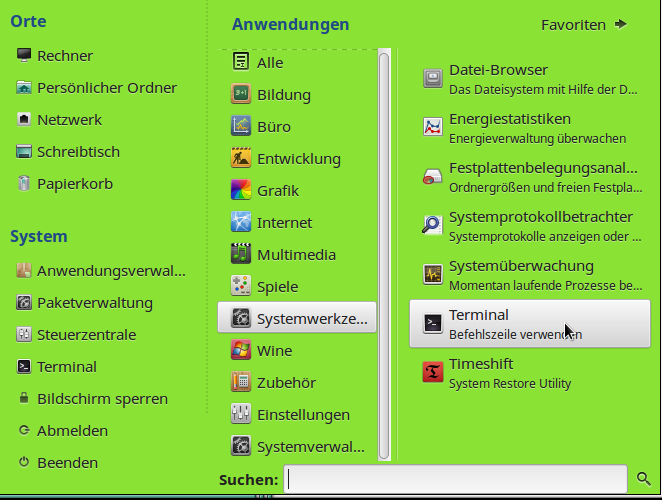 Orte
Rechner
Persönlicher Ordner
Netzwerk
Schreibtisch
Papierkorb
System
Anwendungsverwal...
Paketverwaltung
Steuerzentrale
Terminal
Bildschirm sperren
Abmelden
Beenden
Anwendungen
Favoriten
Alle
Bildung
Büro
Entwicklung
Grafik
Internet
Multimedia
Spiele
Systemwerkze...
Wine
Zubehör
Einstellungen
Systemverwal...
Datei-Browser
Das Dateisystem mit Hilfe der D...
Energiestatistiken
Energieverwaltung überwachen
Festplattenbelegungsanal...
Ordnergrößen und freien Festpla...
Systemprotokollbetrachter
Systemprotokolle anzeigen oder ...
Systemüberwachung
Momentan laufende Prozesse be...
Terminal
Befehlszeile verwenden
Timeshift
System Restore Utility
Suchen: